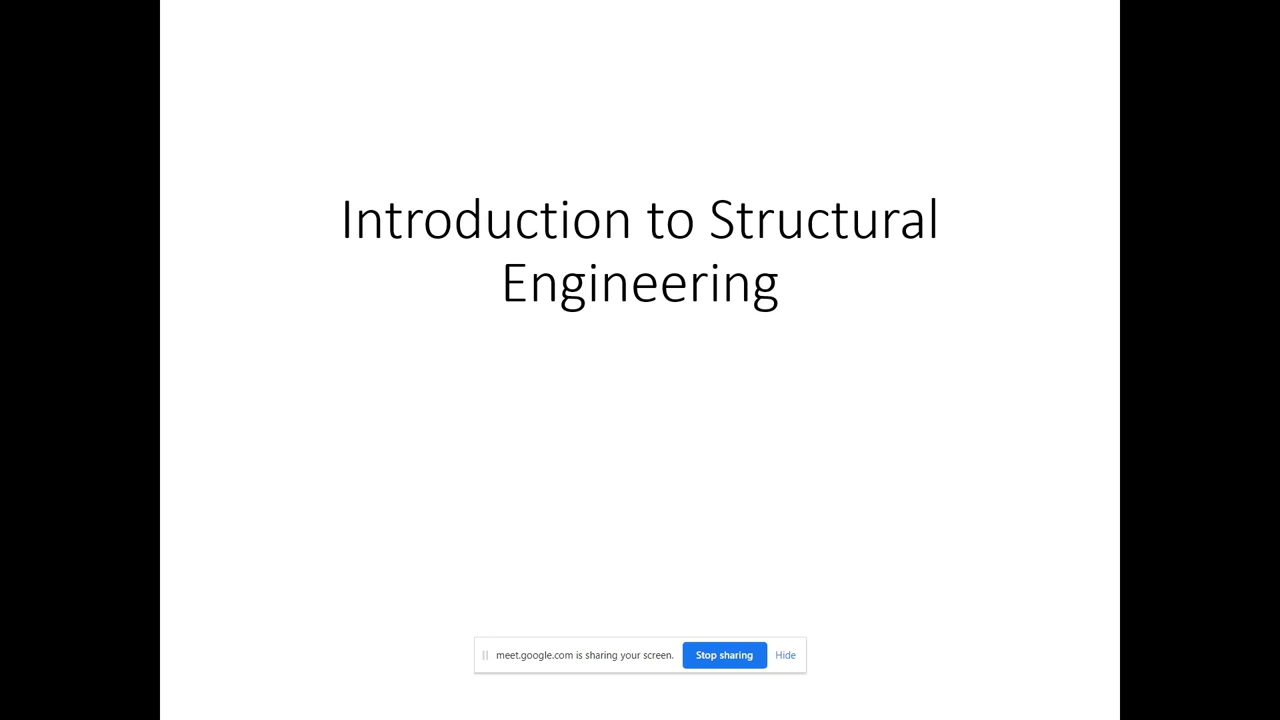 Introduction to Structural
Engineering
meet.google.com is sharing your screen. Stop sharing Hide